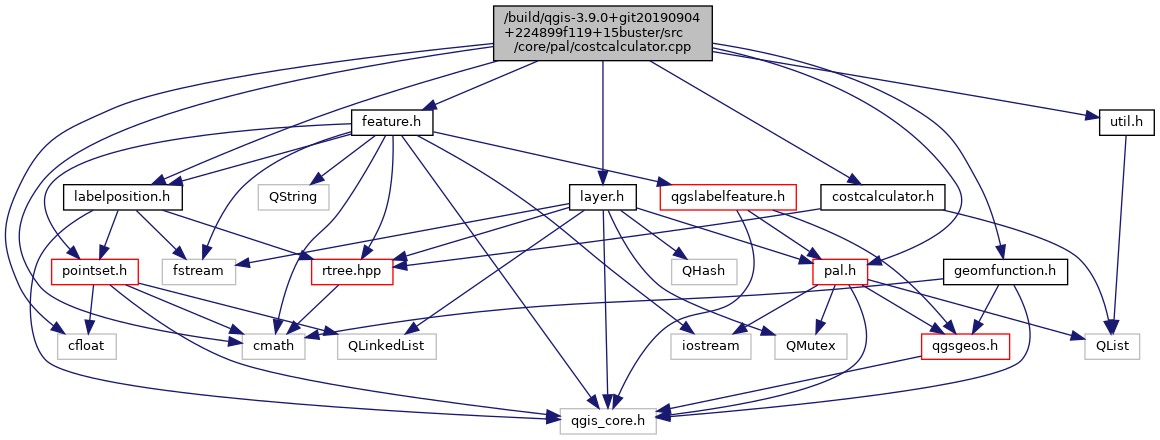 /build/qgis-3.9.0+git20190904
+224899f119+15buster/src
/core/pal/costcalculator.cpp
feature.h
util.h
labelposition.h
QString
layer.h
qgslabelfeature.h
costcalculator.h
pointset.h
fstream
rtree.hpp
QHash
pal.h
geomfunction.h
cfloat
cmath
QLinkedList
iostream
QMutex
qgsgeos.h
QList
qgis_core.h